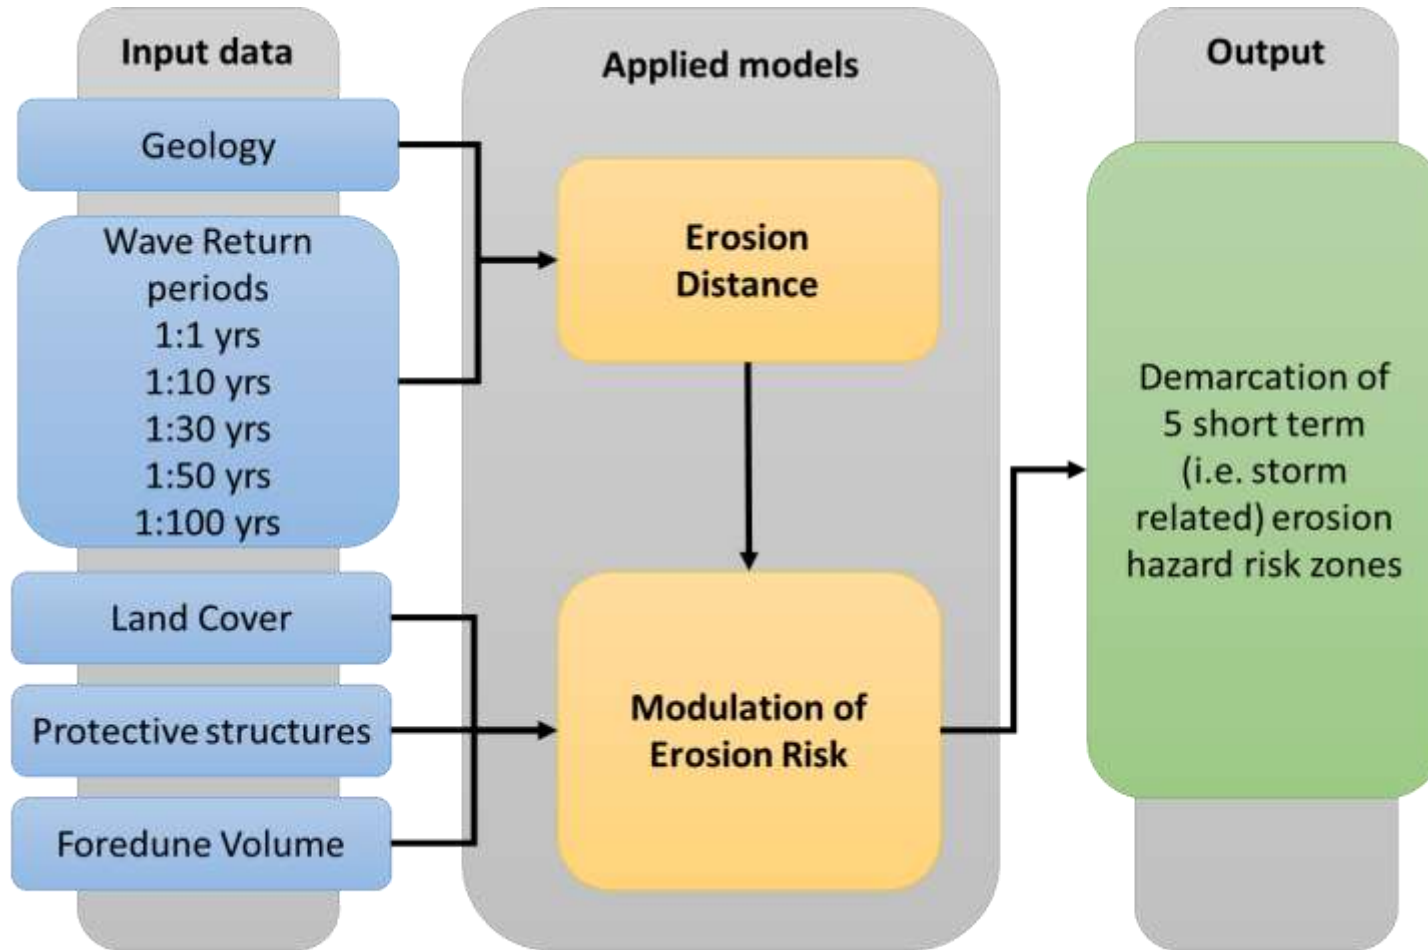 Input data
Geology
Wave Return
periods
1:1 yrs
1:10 yrs
1:30 yrs
1:50 yrs
1:100 yrs
Land Cover
Protective structures
Foredune Volume
Applied models
Erosion
Distance
Modulation of
Erosion Risk
Output
Demarcation of
5 short term
(i.e. storm
related) erosion
hazard risk zones